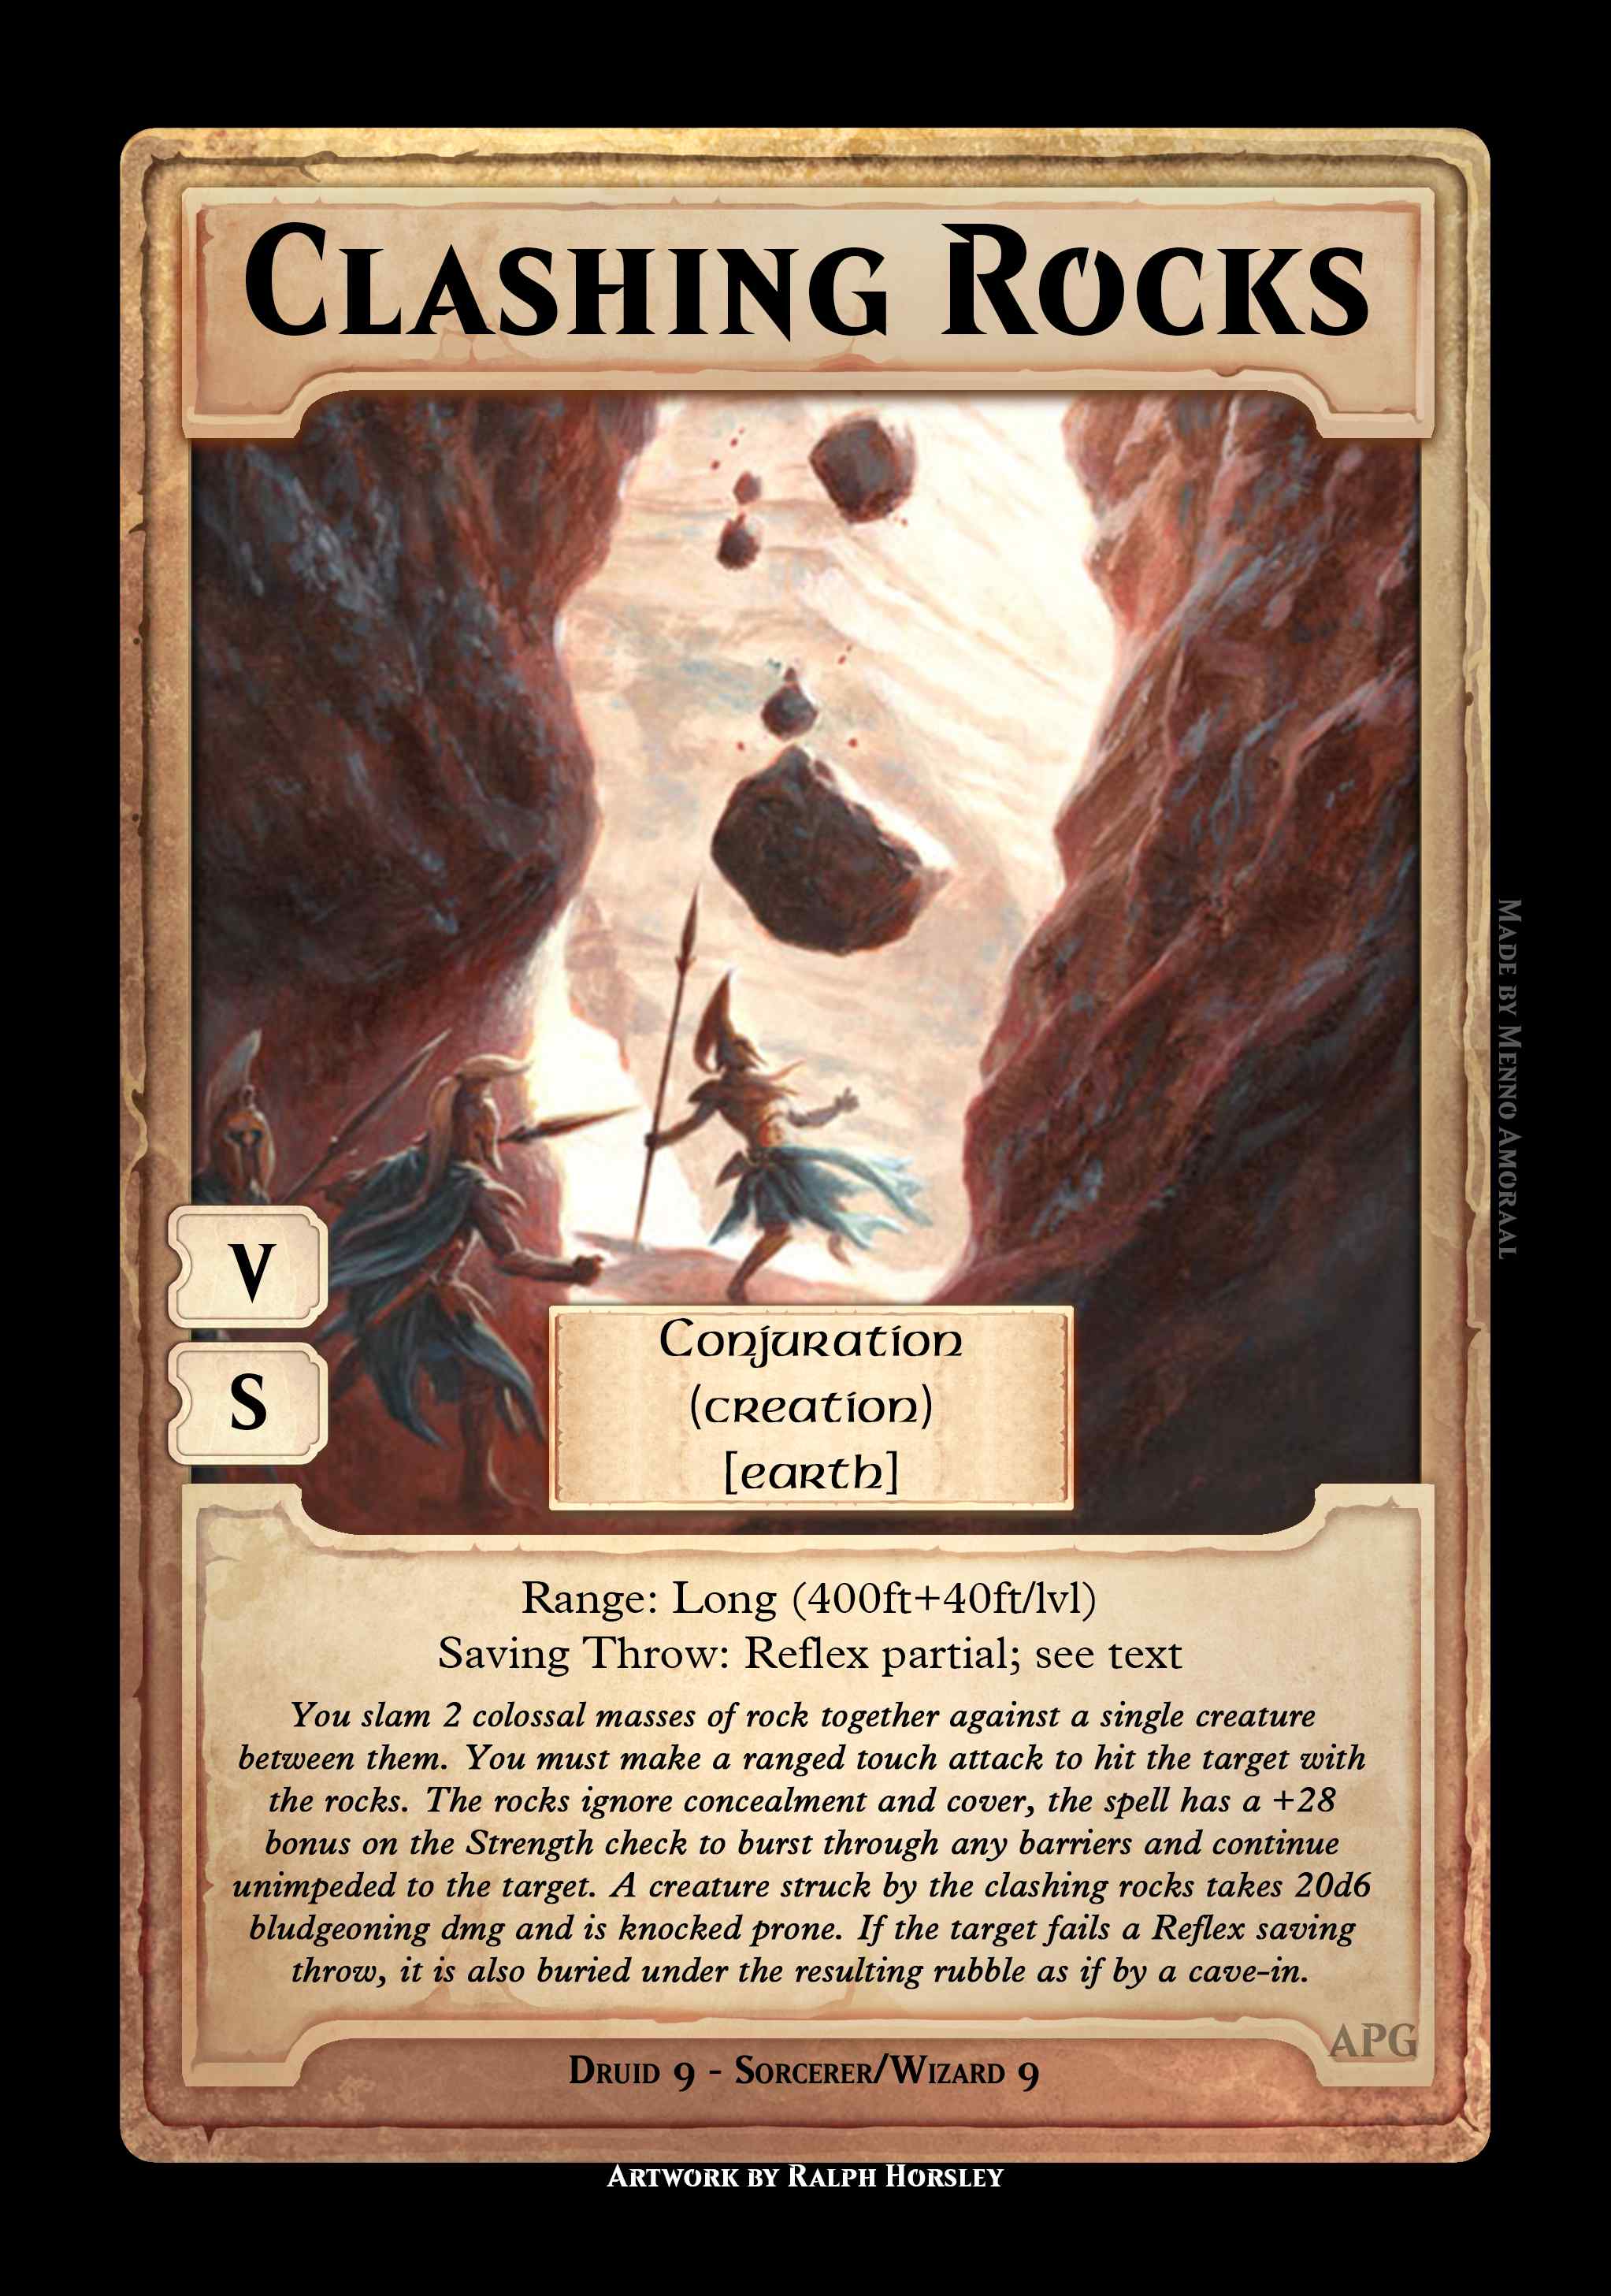 Clashing Rocks
V
S
Conjuration
(creation)
[earth]
Range: Long (400ft+40ft/lvl)
Saving Throw: Reflex partial; see text
You slam 2 colossal masses of rock together against a single creature
between them. You must make a ranged touch attack to hit the target with
the rocks. The rocks ignore concealment and cover, the spell has a +28
bonus on the Strength check to burst through any barriers and continue
unimpeded to the target. A creature struck by the clashing rocks takes 20d6
bludgeoning dmg and is knocked prone. If the target fails a Reflex saving
throw, it is also buried under the resulting rubble as if by a cave-in.
APG
Druid 9 - Sorcerer/Wizard 9
Artwork by Ralph Horsley
Made by Menno Amoraal